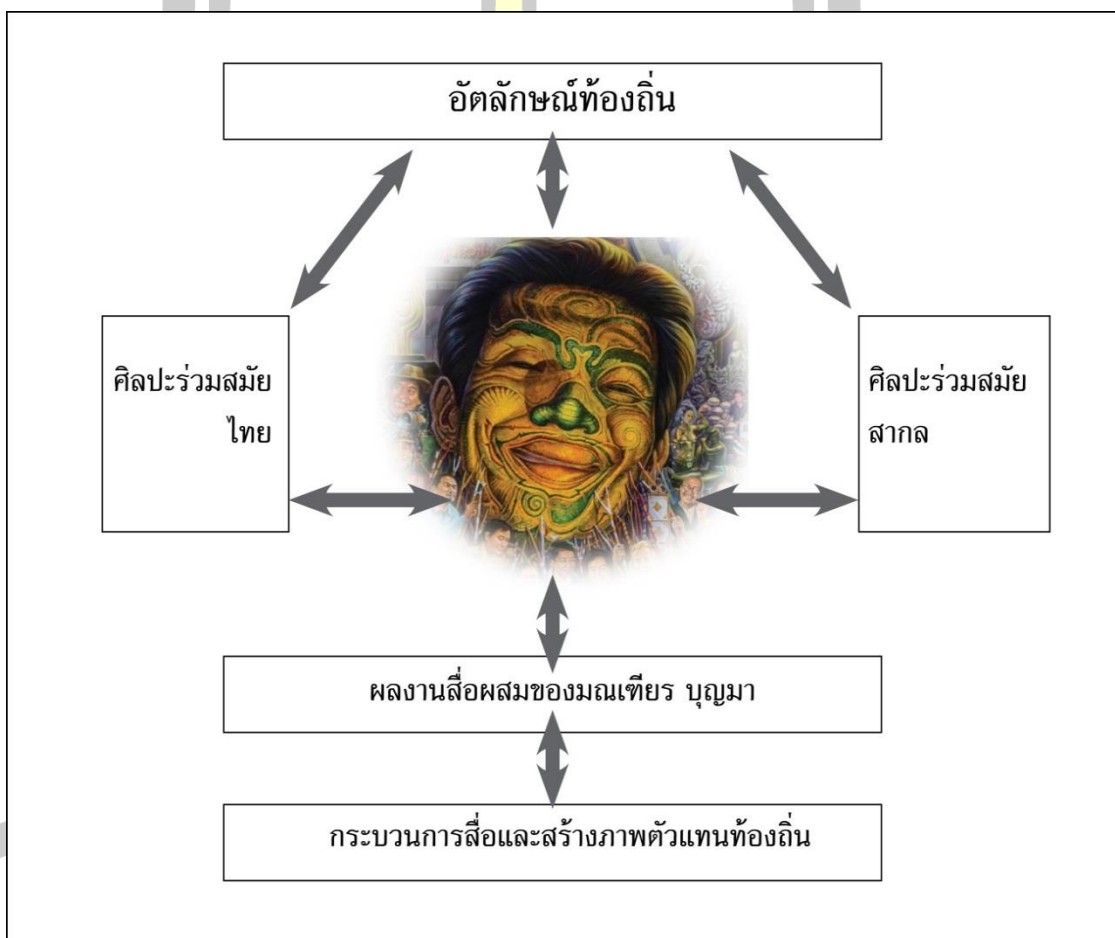 อัตลักษณ์ท้องถิ่น
ศิลปะร่วมสมัย
ไทย
ศิลปะร่วมสมัย
สากล
ผลงานสื่อผสมของมณเฑียร บุญมา
กระบวนการสื่อและสร้างภาพตัวแทนท้องถิ่น